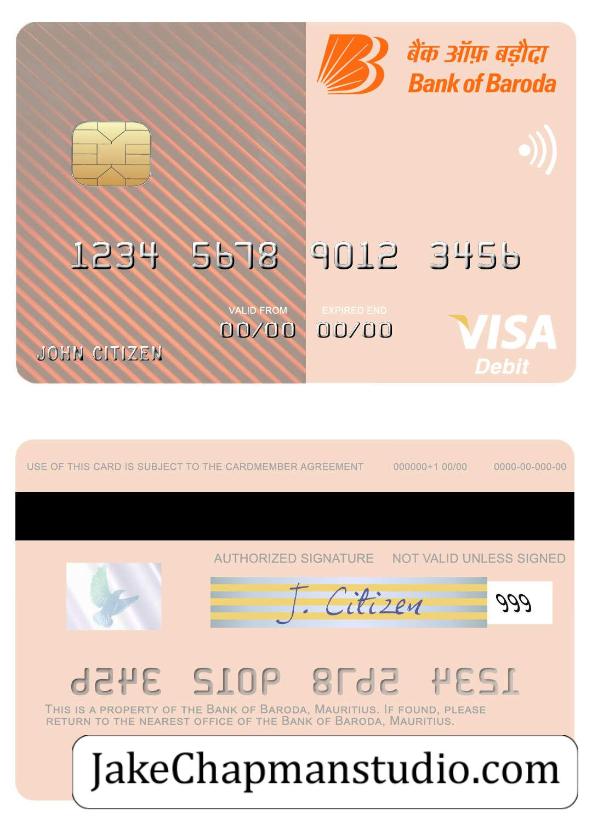 बैंक ऑफ़ बड़ौदा
Bank of Baroda
1234 5678 9012 3456
VALID FROM EXPIRED END
00/00 00/00
JOHN CITIZEN
VISA
Debit
USE OF THIS CARD IS SUBJECT TO THE CARDMEMBER AGREEMENT 000000+1 00/00 0000-00-000-00
AUTHORIZED SIGNATURE NOT VALID UNLESS SIGNED
J. Citizen 999
THIS IS A PROPERTY OF THE BANK OF BARODA, MAURITIUS. IF FOUND, PLEASE
RETURN TO THE NEAREST OFFICE OF THE BANK OF BARODA, MAURITIUS.
JakeChapmanstudio.com